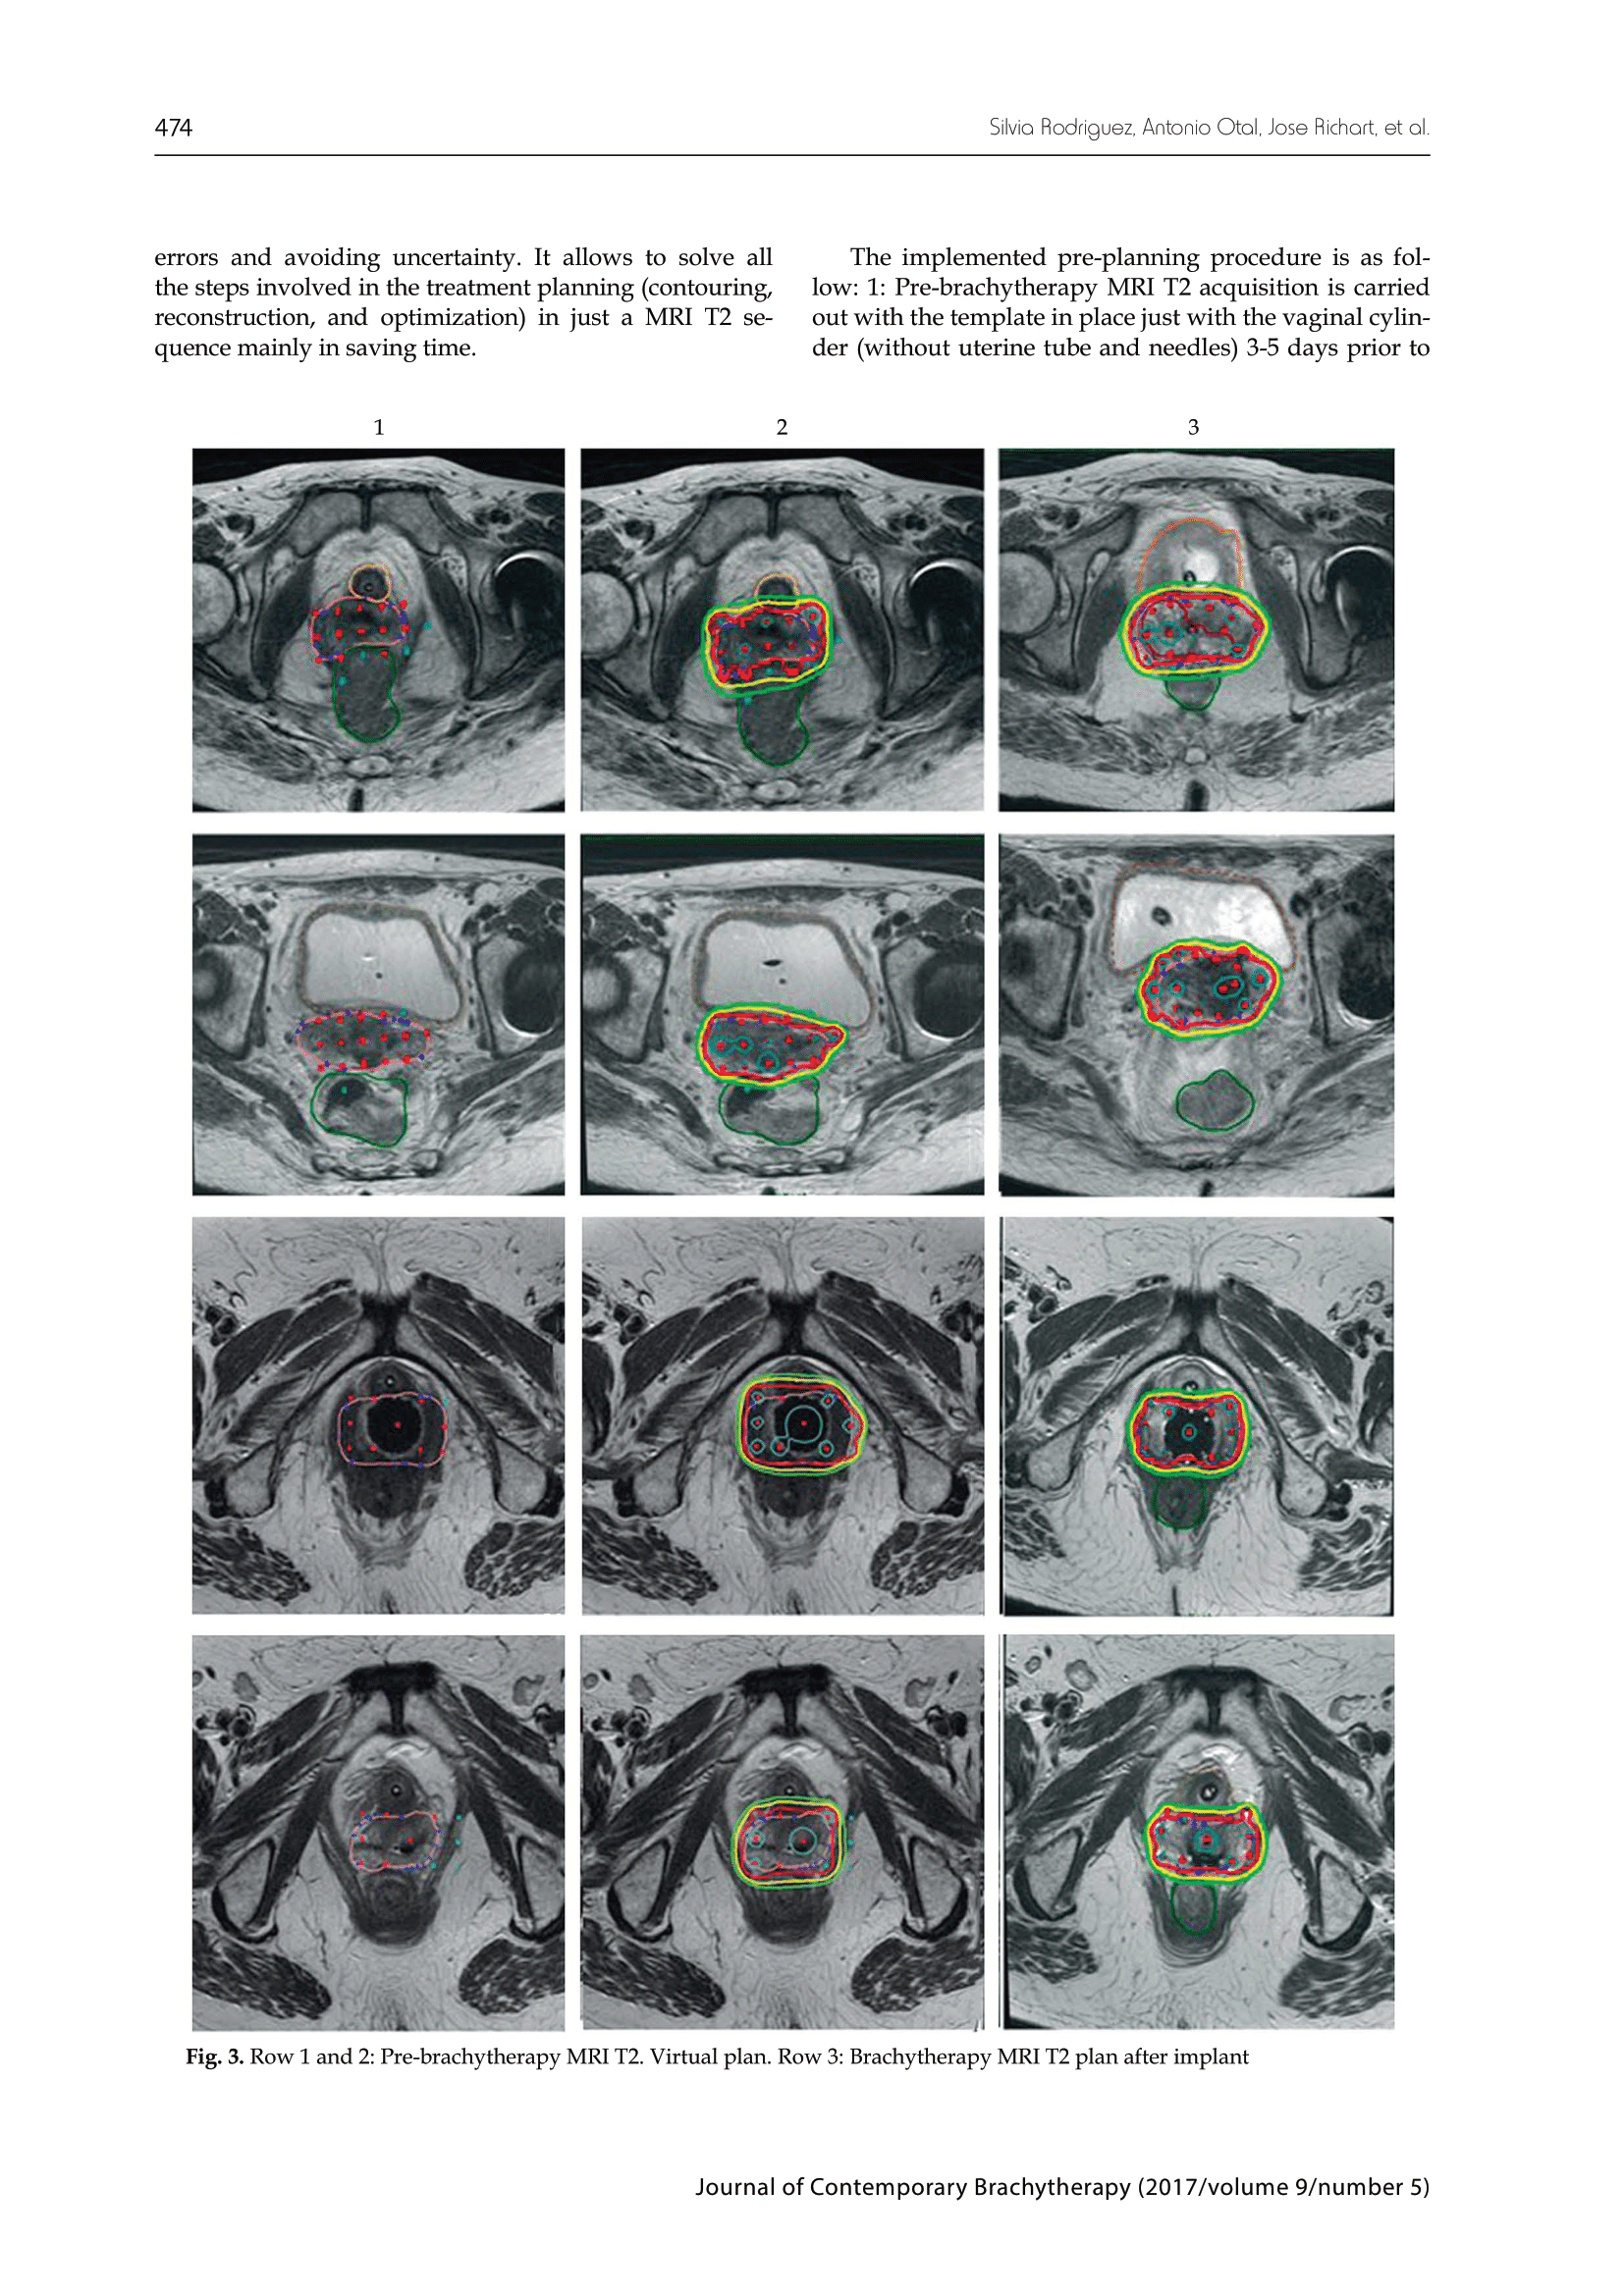 474
Silvia Rodriguez, Antonio Otal, Jose Richart, et al.
errors and avoiding uncertainty. It allows to solve all
the steps involved in the treatment planning (contouring,
reconstruction, and optimization) in just a MRI T2 se-
quence mainly in saving time.
The implemented pre-planning procedure is as fol-
low: 1: Pre-brachytherapy MRI T2 acquisition is carried
out with the template in place just with the vaginal cylin-
der (without uterine tube and needles) 3-5 days prior to
1
2
3
Fig. 3. Row 1 and 2: Pre-brachytherapy MRI T2. Virtual plan. Row 3: Brachytherapy MRI T2 plan after implant
Journal of Contemporary Brachytherapy (2017/volume 9/number 5)